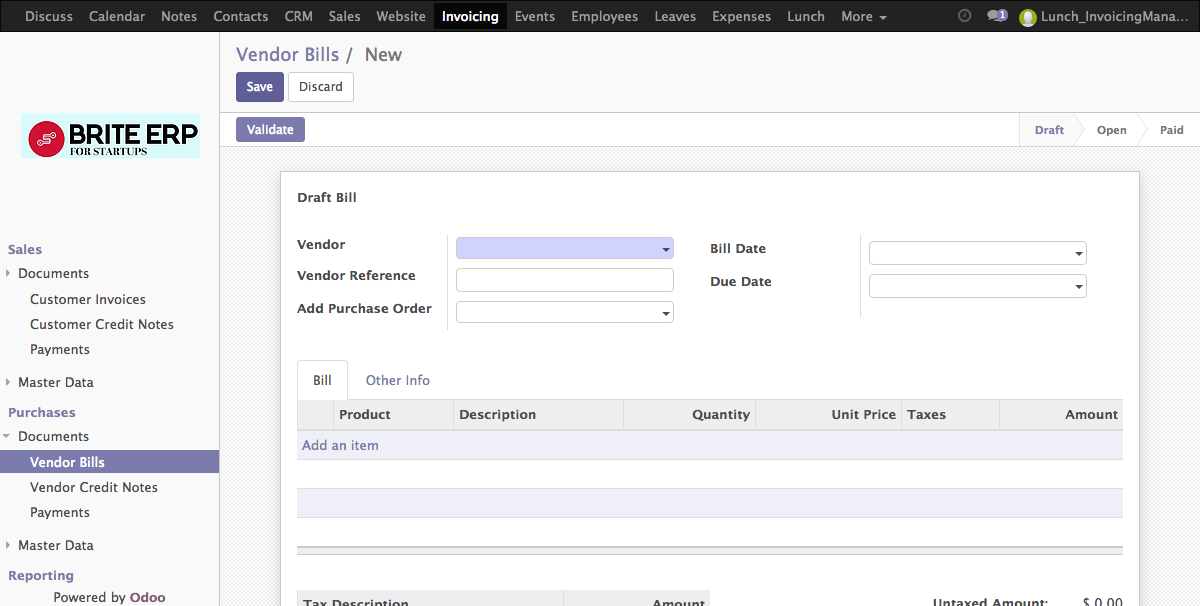 Discuss Calendar Notes Contacts CRM Sales Website Invoicing Events Employees Leaves Expenses Lunch More 1 Lunch_InvoicingMana...
BRITE ERP
FOR STARTUPS
Sales
Documents
Customer Invoices
Customer Credit Notes
Payments
Master Data
Purchases
Documents
Vendor Bills
Vendor Credit Notes
Payments
Master Data
Reporting
Powered by Odoo
Vendor Bills / New
Save Discard
Validate
Draft Open Paid
Draft Bill
Vendor
Vendor Reference
Add Purchase Order
Bill Date
Due Date
Bill Other Info
Product Description Quantity Unit Price Taxes Amount
Add an item
Tax Description Amount
Untaxed Amount: $ 0.00